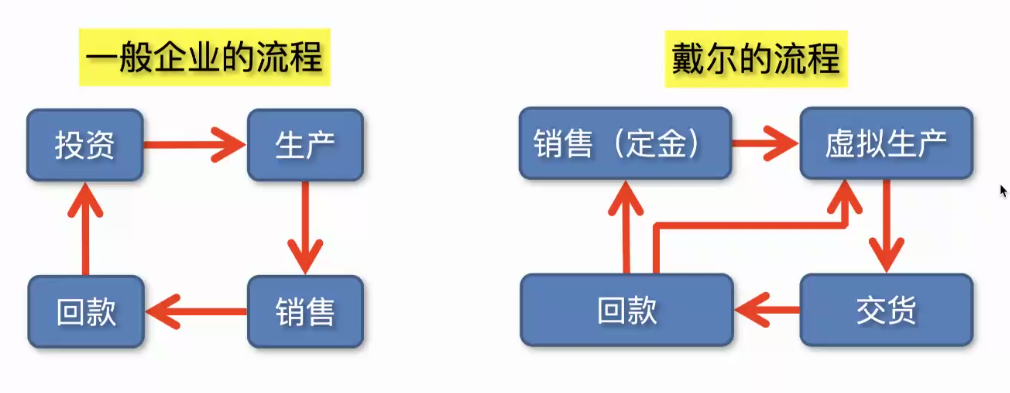 一般企业的流程
戴尔的流程
投资
生产
销售（定金）
虚拟生产
回款
销售
回款
交货